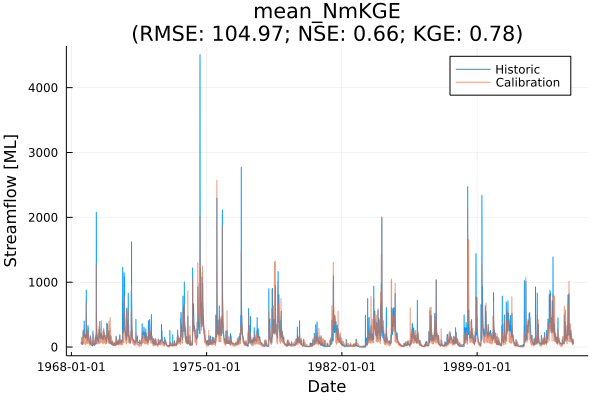 mean_NmKGE
(RMSE: 104.97; NSE: 0.66; KGE: 0.78)
Historic
Calibration
Streamflow [ML]
4000
3000
2000
1000
0
1968-01-01
1975-01-01
1982-01-01
1989-01-01
Date